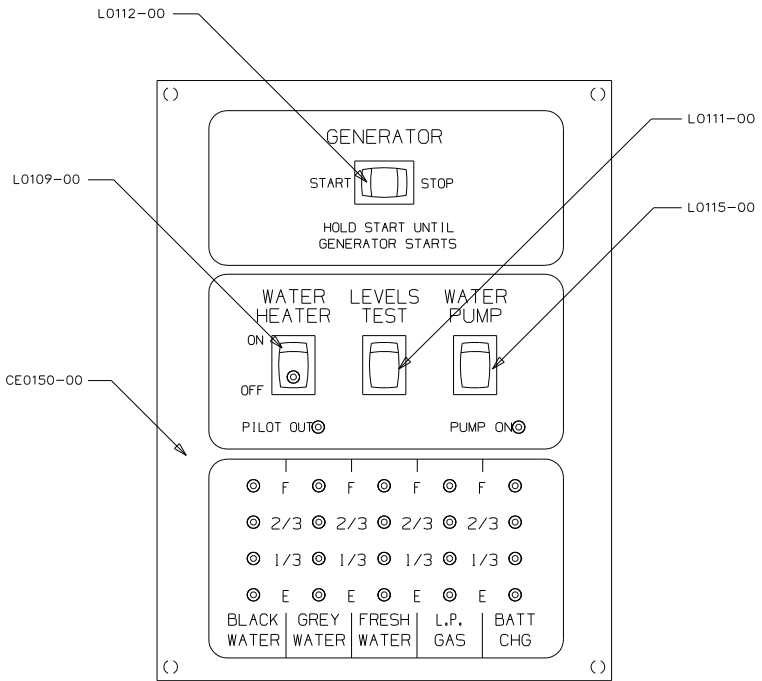 L0112-00
GENERATOR
L0111-00
START STOP
L0109-00
L0115-00
HOLD START UNTIL
GENERATOR STARTS
WATER HEATER LEVELS TEST WATER PUMP
ON
OFF
CE0150-00
PILOT OUT PUMP ON
F F F F
2/3 2/3 2/3 2/3
1/3 1/3 1/3 1/3
E E E E
BLACK WATER GREY WATER FRESH WATER L.P. GAS BATT CHG